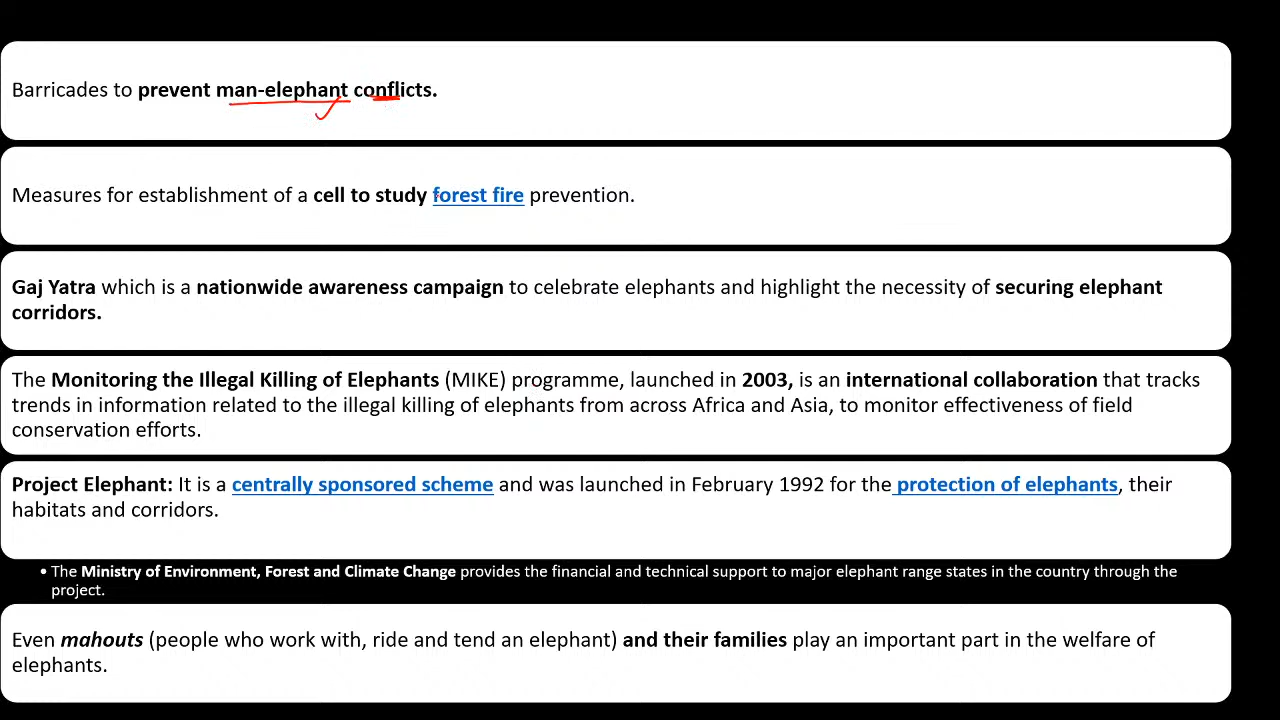 Barricades to prevent man-elephant conflicts.
Measures for establishment of a cell to study forest fire prevention.
Gaj Yatra which is a nationwide awareness campaign to celebrate elephants and highlight the necessity of securing elephant
corridors.
The Monitoring the Illegal Killing of Elephants (MIKE) programme, launched in 2003, is an international collaboration that tracks
trends in information related to the illegal killing of elephants from across Africa and Asia, to monitor effectiveness of field
conservation efforts.
Project Elephant: It is a centrally sponsored scheme and was launched in February 1992 for the protection of elephants, their
habitats and corridors.
• The Ministry of Environment, Forest and Climate Change provides the financial and technical support to major elephant range states in the country through the
project.
Even mahouts (people who work with, ride and tend an elephant) and their families play an important part in the welfare of
elephants.